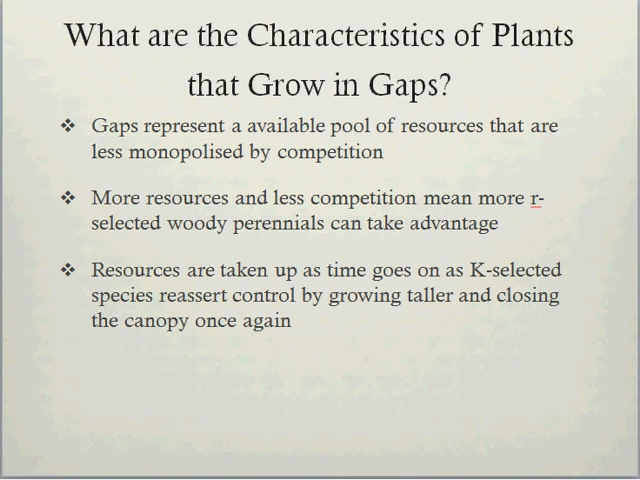 What are the Characteristics of Plants
that Grow in Gaps?
Gaps represent a available pool of resources that are
less monopolised by competition
More resources and less competition mean more r-
selected woody perennials can take advantage
Resources are taken up as time goes on as K-selected
species reassert control by growing taller and closing
the canopy once again